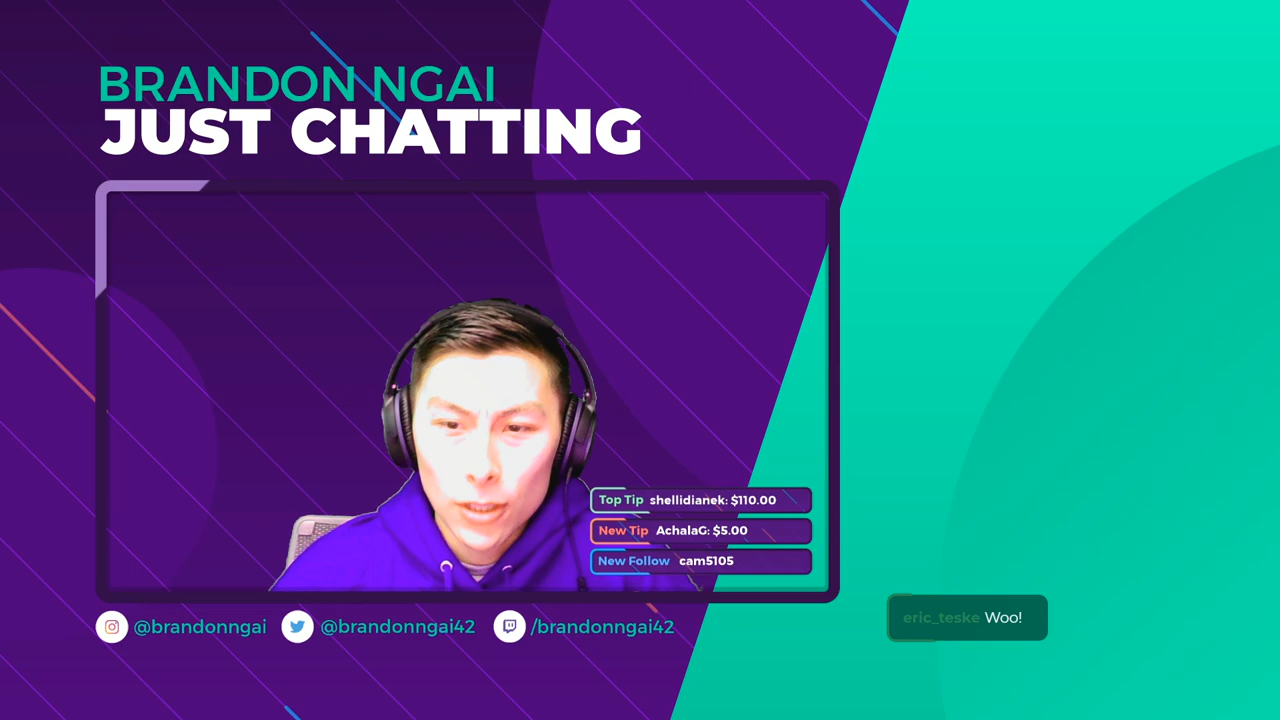 BRANDON NGAI
JUST CHATTING
Top Tip shellidianek: $110.00
New Tip AchalaG: $5.00
New Follow cam5105
@brandonngai @brandonngai42 /brandonngai42
eric_teske Woo!